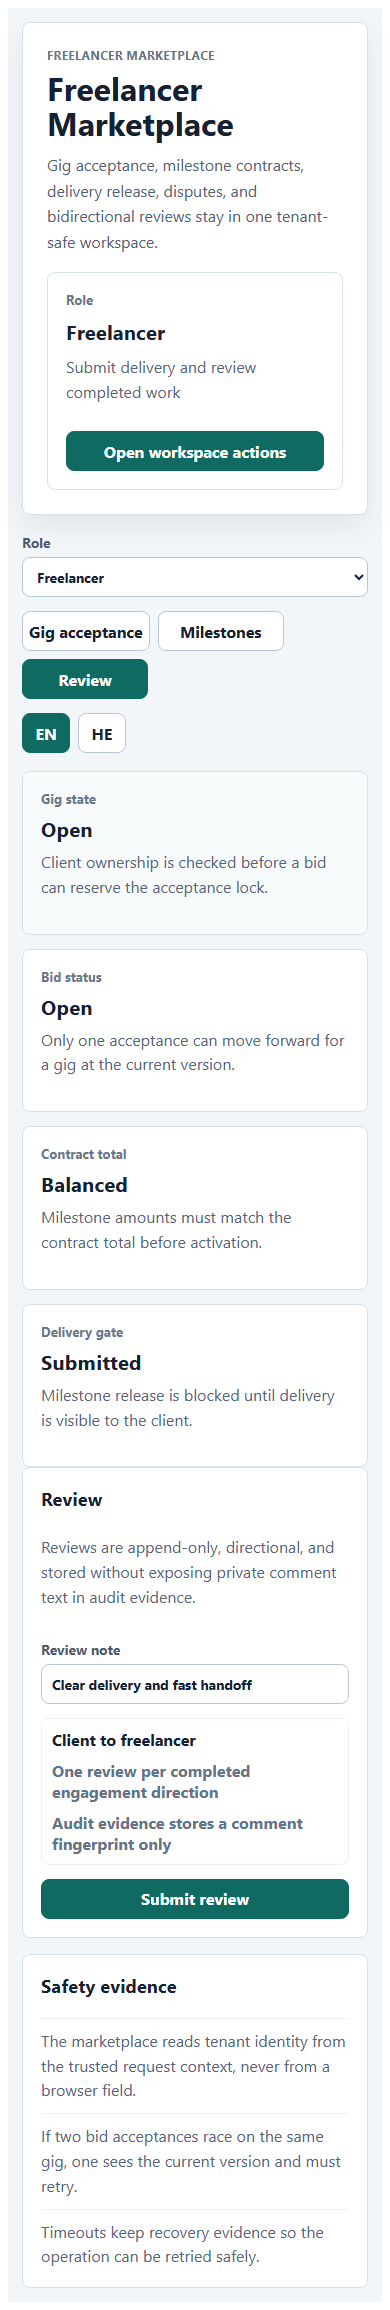 FREELANCER MARKETPLACE
Freelancer
Marketplace
Gig acceptance, milestone contracts,
delivery release, disputes, and
bidirectional reviews stay in one tenant-
safe workspace.
Role
Freelancer
Submit delivery and review
completed work
Open workspace actions
Role
Freelancer
Gig acceptance
Milestones
Review
EN
HE
Gig state
Open
Client ownership is checked before a bid
can reserve the acceptance lock.
Bid status
Open
Only one acceptance can move forward for
a gig at the current version.
Contract total
Balanced
Milestone amounts must match the
contract total before activation.
Delivery gate
Submitted
Milestone release is blocked until delivery
is visible to the client.
Review
Reviews are append-only, directional, and
stored without exposing private comment
text in audit evidence.
Review note
Clear delivery and fast handoff
Client to freelancer
One review per completed
engagement direction
Audit evidence stores a comment
fingerprint only
Submit review
Safety evidence
The marketplace reads tenant identity from
the trusted request context, never from a
browser field.
If two bid acceptances race on the same
gig, one sees the current version and must
retry.
Timeouts keep recovery evidence so the
operation can be retried safely.